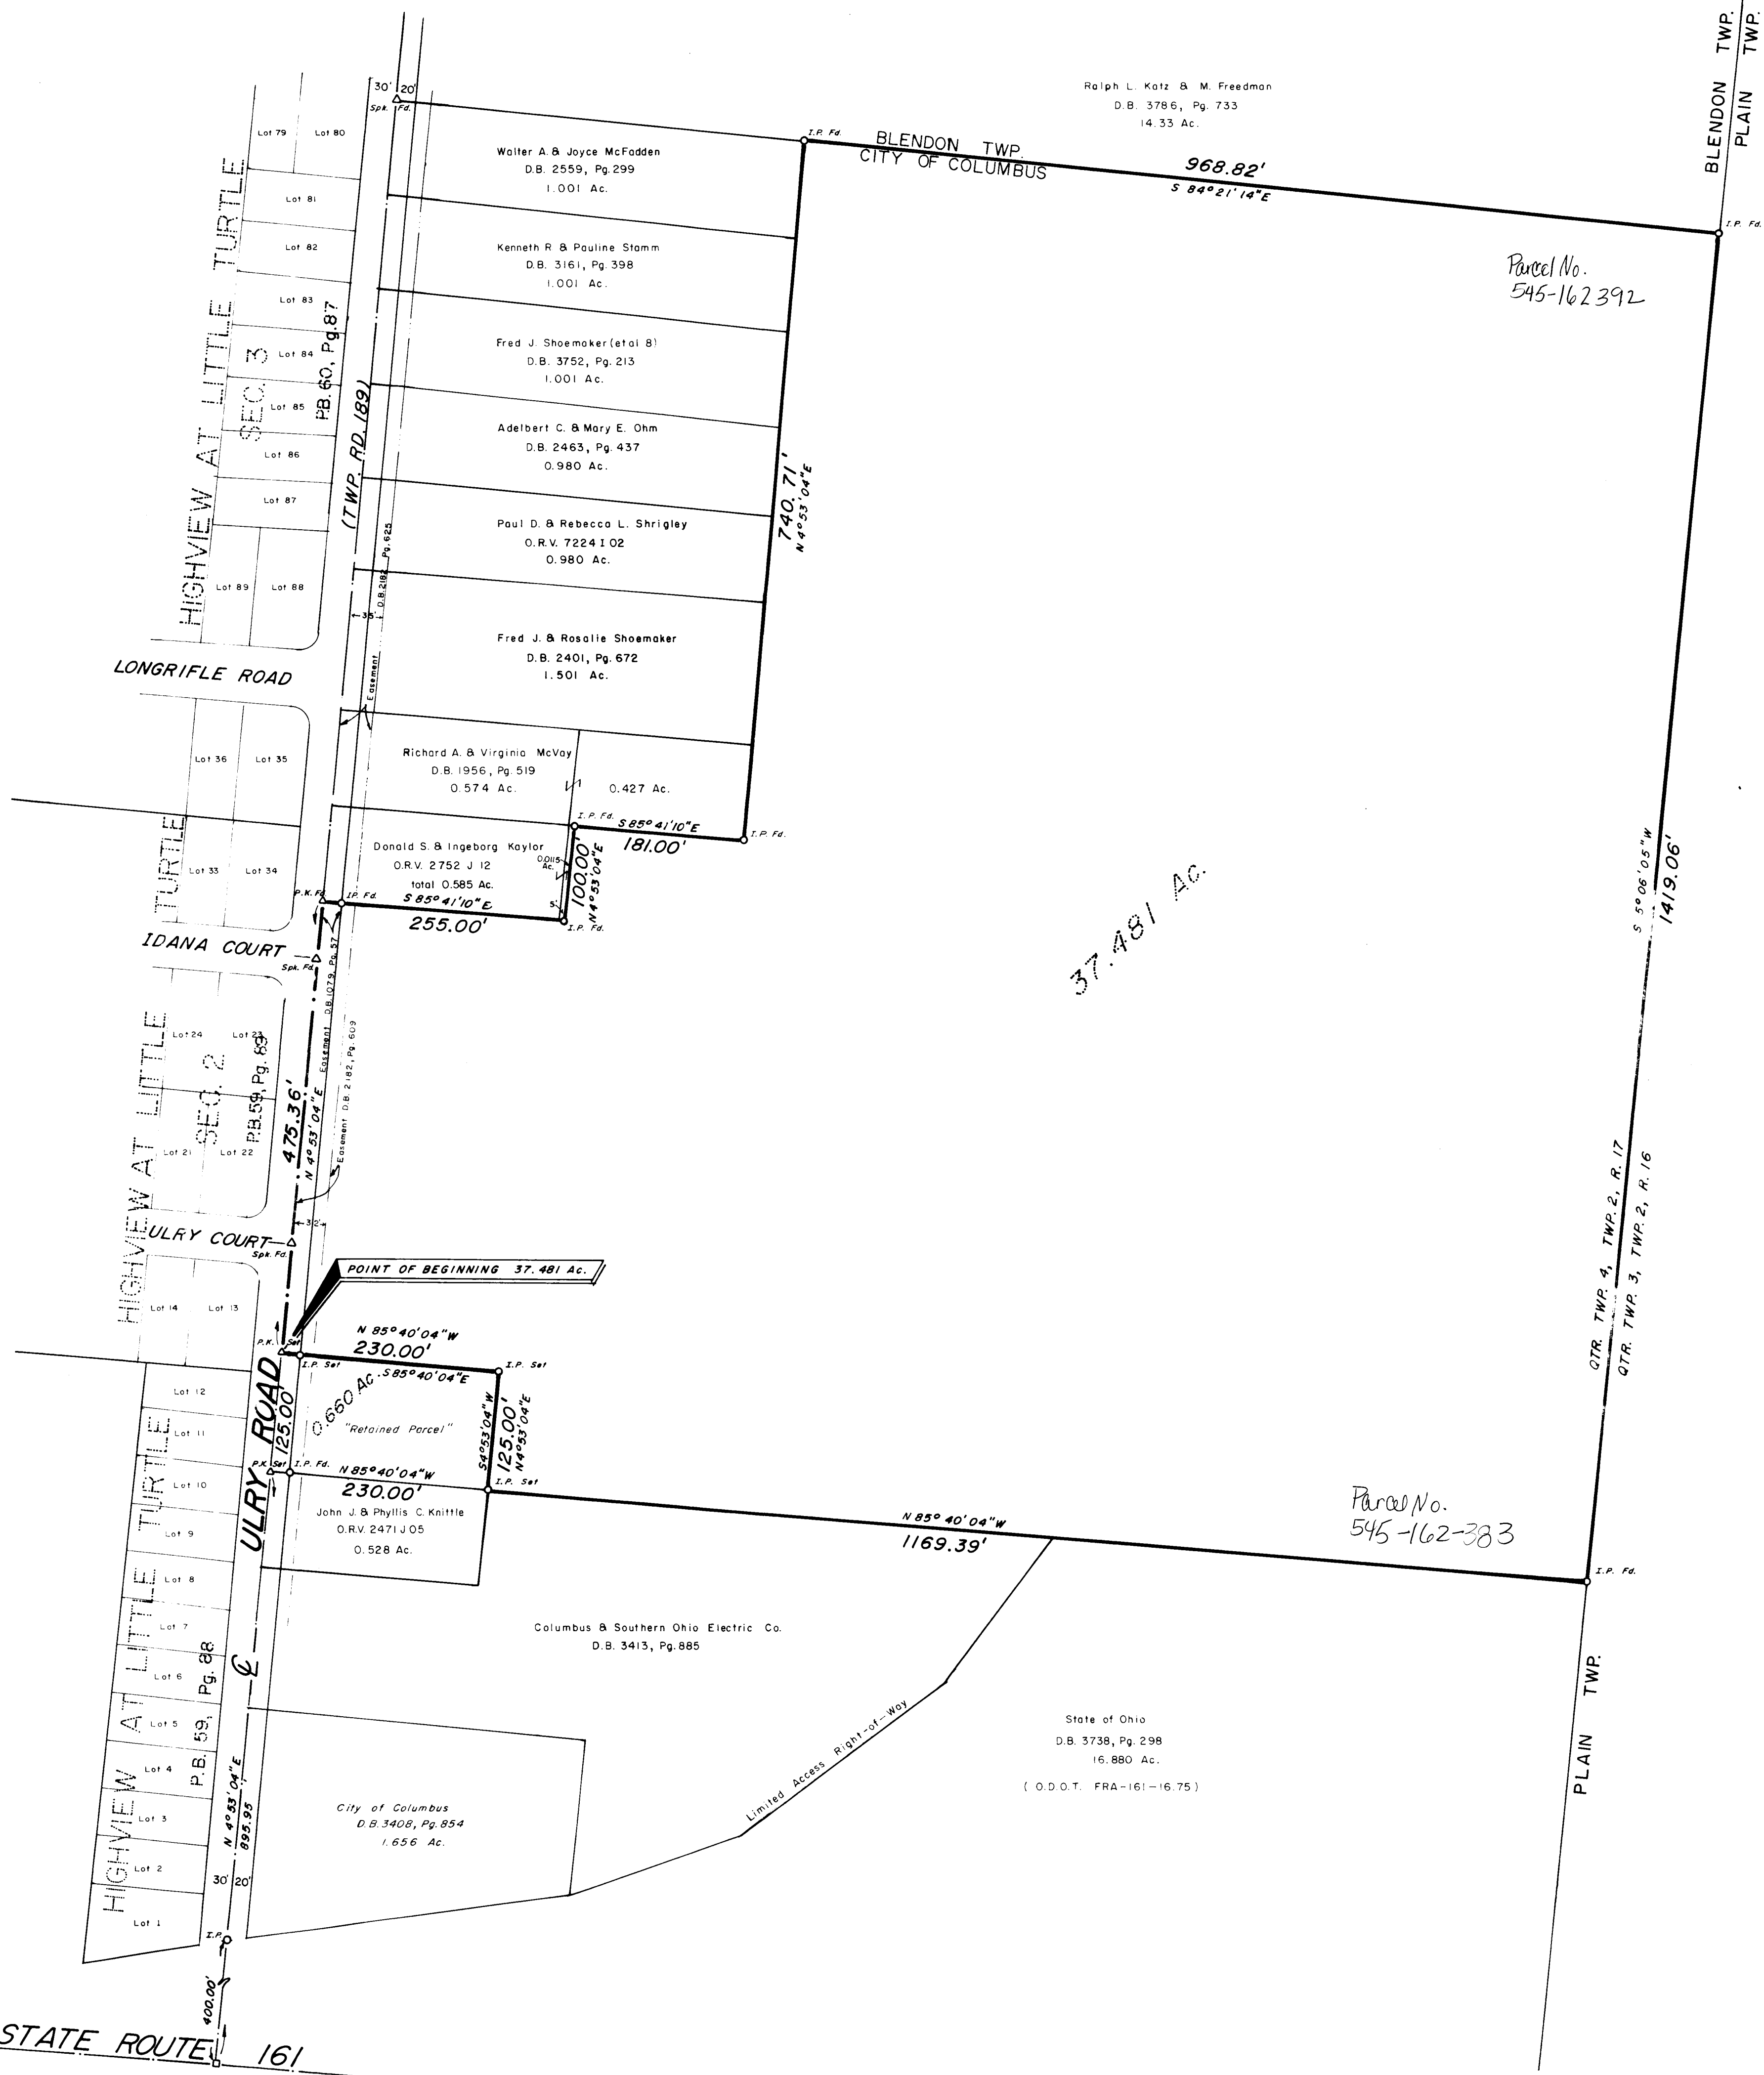 BLENDON TWP.
PLAIN TWP.
Ralph L. Katz & M. Freedman
D.B. 3786, Pg. 733
14.33 Ac.
30' 20'
Spk. Fd.
I.P. Fd.
BLENDON TWP.
CITY OF COLUMBUS
968.82'
S 84°21'14"E
I.P. Fd.
Parcel No.
545-162392
Lot 79
Lot 80
Lot 81
Lot 82
Lot 83
Lot 84
Lot 85
Lot 86
Lot 87
Lot 89
Lot 88
HIGHVIEW AT LITTLE TURTLE
SEC. 3
P.B. 60, Pg. 87
(TWP. RD. 189)
Walter A. & Joyce McFadden
D.B. 2559, Pg. 299
1.001 Ac.
Kenneth R. & Pauline Stamm
D.B. 3161, Pg. 398
1.001 Ac.
Fred J. Shoemaker (etal 8)
D.B. 3752, Pg. 213
1.001 Ac.
Adelbert C. & Mary E. Ohm
D.B. 2463, Pg. 437
0.980 Ac.
Paul D. & Rebecca L. Shrigley
O.R.V. 7224 I 02
0.980 Ac.
Fred J. & Rosalie Shoemaker
D.B. 2401, Pg. 672
1.501 Ac.
740.71'
N 4°53'04"E
35'
Easement D.B. 2182 Pg. 625
LONGRIFLE ROAD
Lot 36
Lot 35
Lot 33
Lot 34
Richard A. & Virginia McVay
D.B. 1956, Pg. 519
0.574 Ac.
0.427 Ac.
I.P. Fd.
S 85°41'10"E
181.00'
I.P. Fd.
Donald S. & Ingeborg Kaylor
O.R.V. 2752 J 12
total 0.585 Ac.
0.0115 Ac.
5'
100.00'
N 4°53'04"E
P.K. Fd.
I.P. Fd.
S 85°41'10"E
255.00'
I.P. Fd.
IDANA COURT
Spk. Fd.
37.481 Ac.
S 5°06'05"W
1419.06'
Lot 24
Lot 23
Lot 21
Lot 22
HIGHVIEW AT LITTLE TURTLE
SEC. 2
P.B. 59, Pg. 89
475.36'
N 4°53'04"E
Easement D.B. 1079, Pg. 57
Easement D.B. 2182, Pg. 609
32'
ULRY COURT
Spk. Fd.
QTR. TWP. 4, TWP. 2, R. 17
QTR. TWP. 3, TWP. 2, R. 16
POINT OF BEGINNING 37.481 Ac.
Lot 14
Lot 13
P.K. Set
I.P. Set
N 85°40'04"W
230.00'
S 85°40'04"E
I.P. Set
0.660 Ac.
"Retained Parcel"
125.00'
S 4°53'04"W
125.00'
N 4°53'04"E
P.K. Set
I.P. Fd.
N 85°40'04"W
230.00'
I.P. Set
ULRY ROAD
John J. & Phyllis C. Knittle
O.R.V. 2471 J 05
0.528 Ac.
N 85°40'04"W
1169.39'
Parcel No.
545-162-383
I.P. Fd.
Lot 12
Lot 11
Lot 10
Lot 9
Lot 8
Lot 7
Lot 6
Lot 5
Lot 4
Lot 3
Lot 2
Lot 1
HIGHVIEW AT LITTLE TURTLE
P.B. 59, Pg. 88
℄
Columbus & Southern Ohio Electric Co.
D.B. 3413, Pg. 885
Limited Access Right-of-Way
State of Ohio
D.B. 3738, Pg. 298
16.880 Ac.
( O.D.O.T. FRA-161-16.75 )
PLAIN TWP.
City of Columbus
D.B. 3408, Pg. 854
1.656 Ac.
N 4°53'04"E
895.95
30' 20'
I.P.
400.00'
STATE ROUTE 161